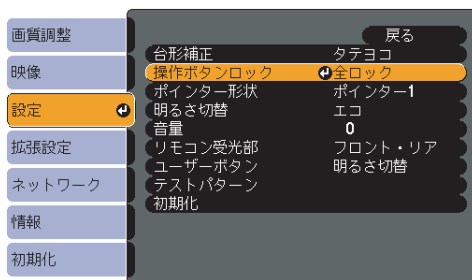 画質調整
映像
設定
拡張設定
ネットワーク
情報
初期化
戻る
台形補正 タテヨコ
操作ボタンロック 全ロック
ポインター形状 ポインター1
明るさ切替 エコ
音量 0
リモコン受光部 フロント・リア
ユーザーボタン 明るさ切替
テストパターン
初期化